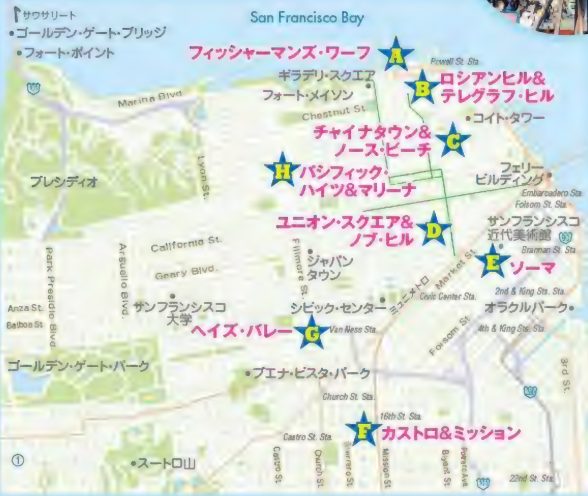 サウサリート
San Francisco Bay
ゴールデン・ゲート・ブリッジ
フォート・ポイント
フィッシャーマンズ・ワーフ
A
Powell St. Sta.
ギラデリ・スクエア
B
ロシアンヒル&
テレグラフ・ヒル
フォート・メイソン
Marina Blvd.
Chestnut St.
コイト・タワー
チャイナタウン&
ノース・ビーチ
C
Lyon St.
H
パシフィック・
ハイツ&マリーナ
フェリー
ビルディング
プレシディオ
Embarcadero Sta.
Folsom St. Sta.
ユニオン・スクエア&
ノブ・ヒル
D
サンフランシスコ
近代美術館
Brannan St. Sta.
California St.
Fillmore St.
ジャパン
タウン
Market St.
E
ソーマ
Park Presidio Blvd.
Arguello Blvd.
Geary Blvd.
ミュニメトロ
2nd & King Sts. Sta.
Civic Center Sta.
シビック・センター
オラクルパーク
Anza St.
サンフランシスコ
大学
Balboa St.
ヘイズ・バレー
G
Van Ness Sta.
Folsom St.
4th & King Sts. Sta.
ゴールデン・ゲート・パーク
ブエナ・ビスタ・パーク
3rd St.
Church St. Sta.
16th St. Sta.
F
カストロ&ミッション
Castro St. Sta.
①
スートロ山
Castro St.
Church St.
Guerrero St.
Mission St.
Bryant St.
Potrero Ave.
22nd St. Sta.